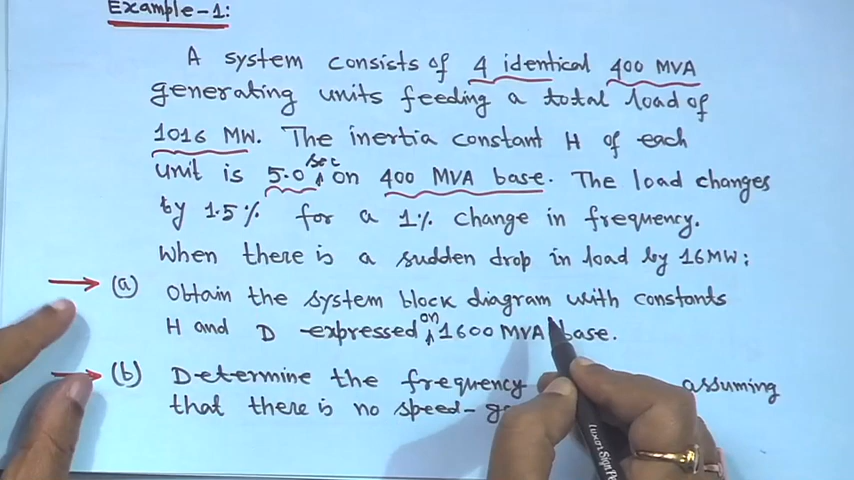 Example-1:
A system consists of 4 identical 400 MVA
generating units feeding a total load of
1016 MW. The inertia constant H of each
unit is 5.0 sec on 400 MVA base. The load changes
by 1.5% for a 1% change in frequency.
When there is a sudden drop in load by 16MW;
(a) Obtain the system block diagram with constants
H and D expressed on 1600 MVA base.
(b) Determine the frequency assuming
that there is no speed-